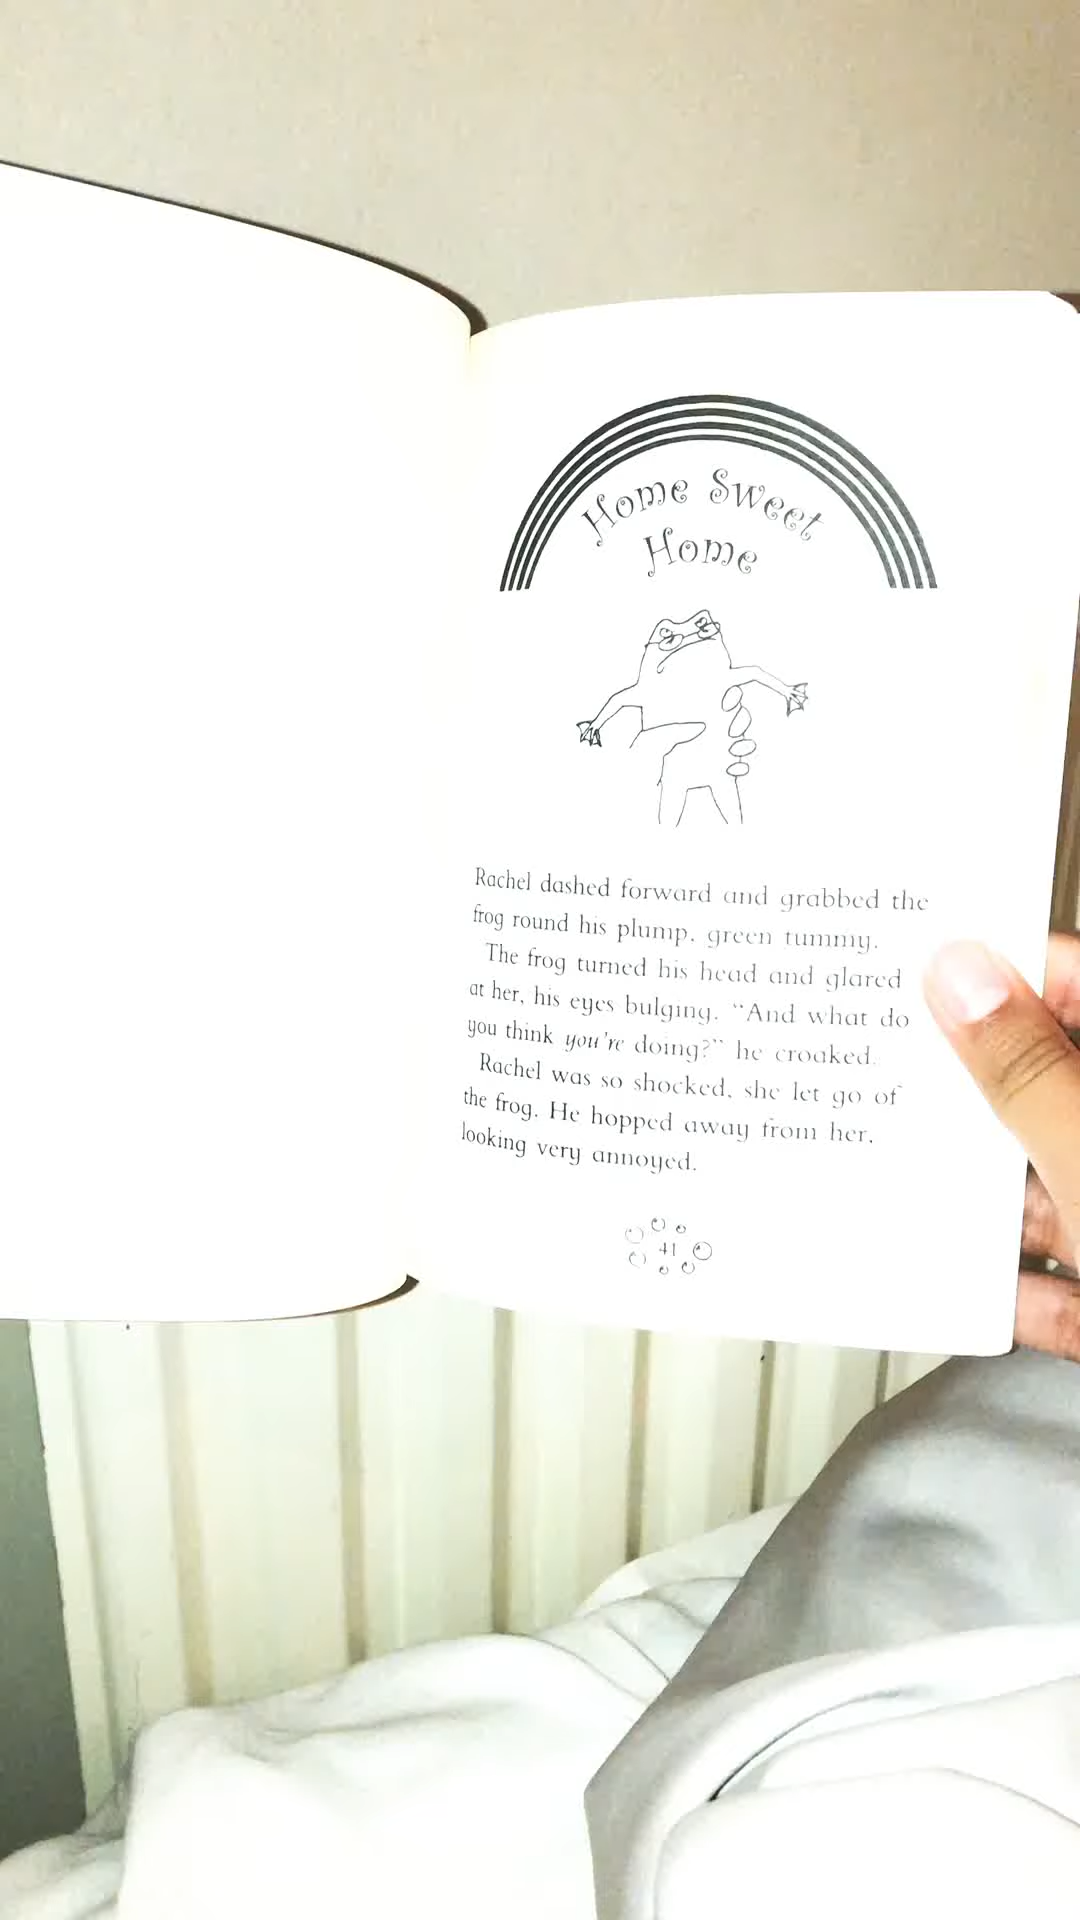 Home Sweet
Home
Rachel dashed forward and grabbed the
frog round his plump, green tummy.
The frog turned his head and glared
at her, his eyes bulging. “And what do
you think you’re doing?” he croaked.
Rachel was so shocked, she let go of
the frog. He hopped away from her,
looking very annoyed.
41